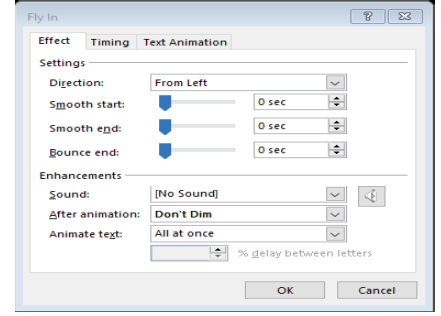 Fly In
Effect Timing Text Animation
Settings
Direction: From Left
Smooth start: 0 sec
Smooth end: 0 sec
Bounce end: 0 sec
Enhancements
Sound: [No Sound]
After animation: Don't Dim
Animate text: All at once
% delay between letters
OK Cancel